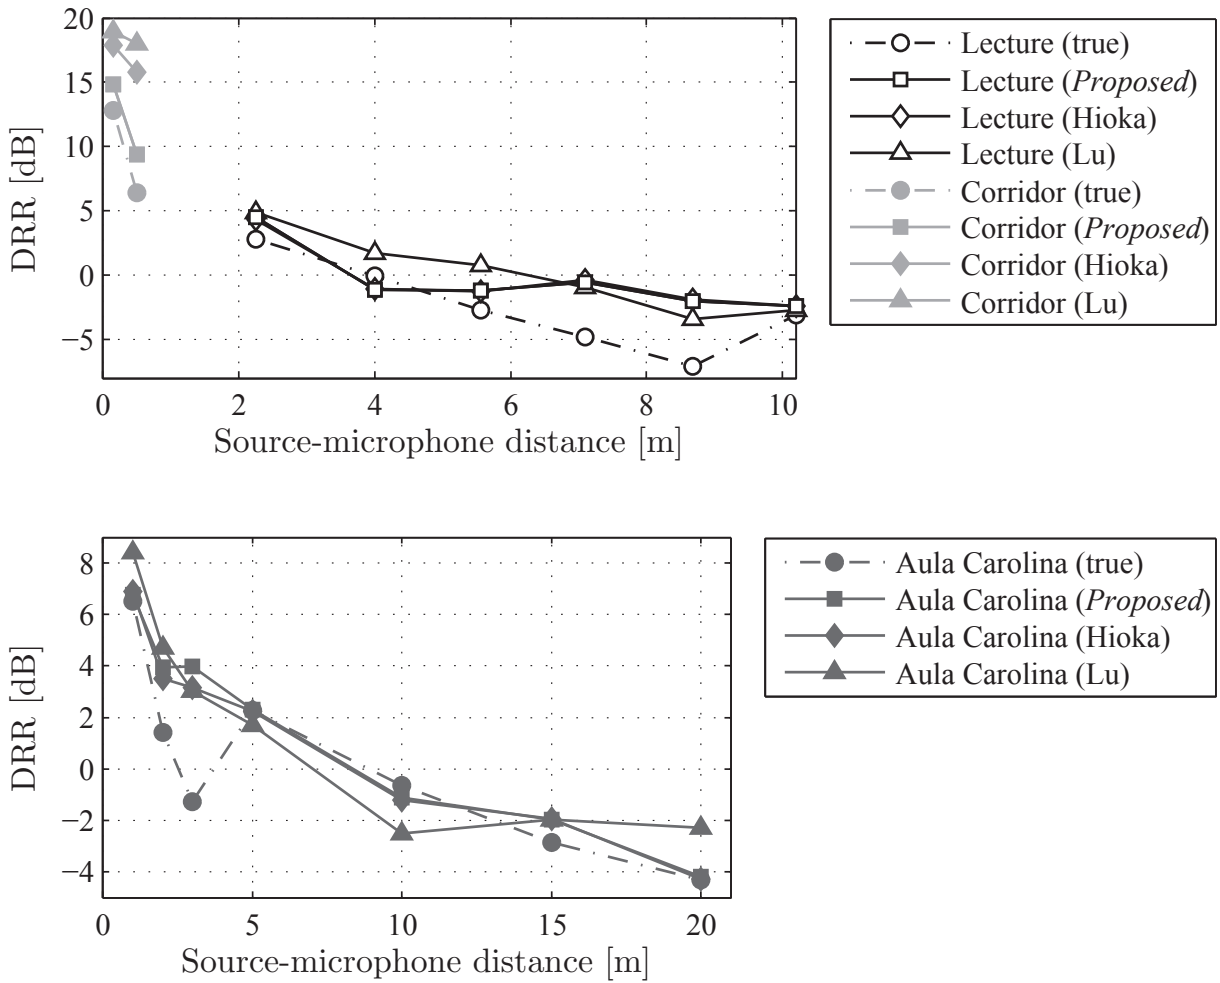 20
15
10
5
0
−5
DRR [dB]
0 2 4 6 8 10
Source-microphone distance [m]
Lecture (true)
Lecture (Proposed)
Lecture (Hioka)
Lecture (Lu)
Corridor (true)
Corridor (Proposed)
Corridor (Hioka)
Corridor (Lu)
8
6
4
2
0
−2
−4
DRR [dB]
0 5 10 15 20
Source-microphone distance [m]
Aula Carolina (true)
Aula Carolina (Proposed)
Aula Carolina (Hioka)
Aula Carolina (Lu)